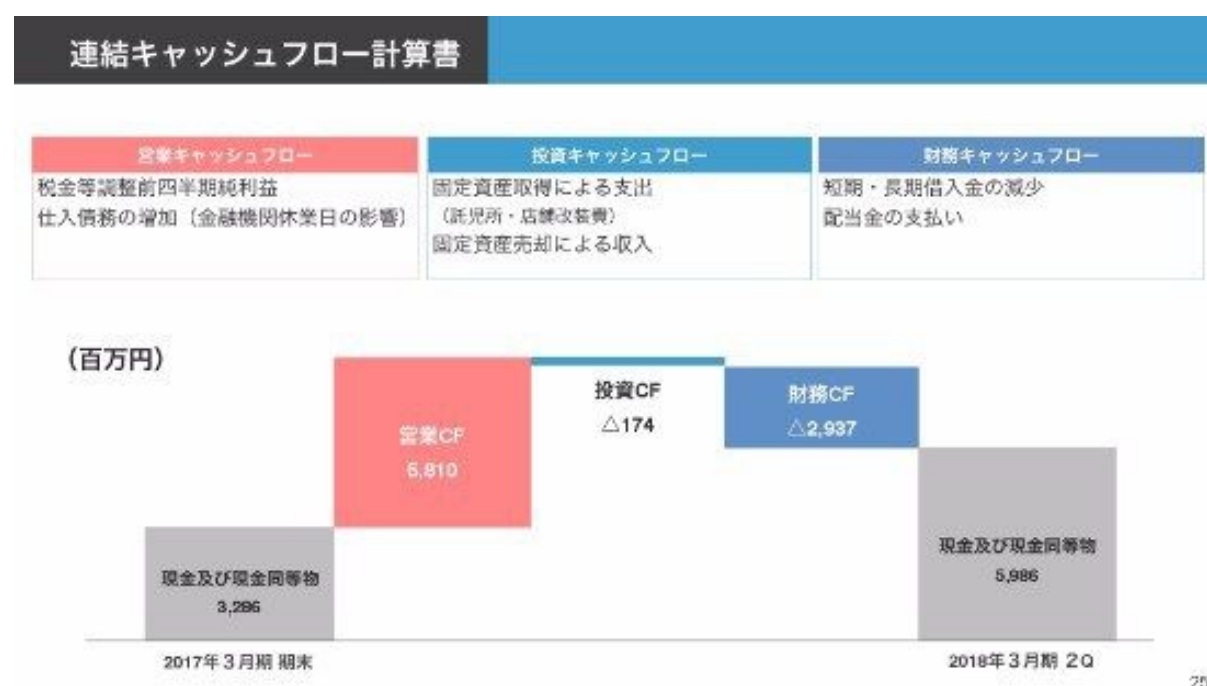 連結キャッシュフロー計算書
営業キャッシュフロー
税金等調整前四半期純利益
仕入債務の増加（金融機関休業日の影響）
投資キャッシュフロー
固定資産取得による支出
（託児所・店舗改装費）
固定資産売却による収入
財務キャッシュフロー
短期・長期借入金の減少
配当金の支払い
（百万円）
営業CF
5,810
投資CF
△174
財務CF
△2,937
現金及び現金同等物
3,286
現金及び現金同等物
5,986
2017年３月期 期末
2018年３月期 ２Q